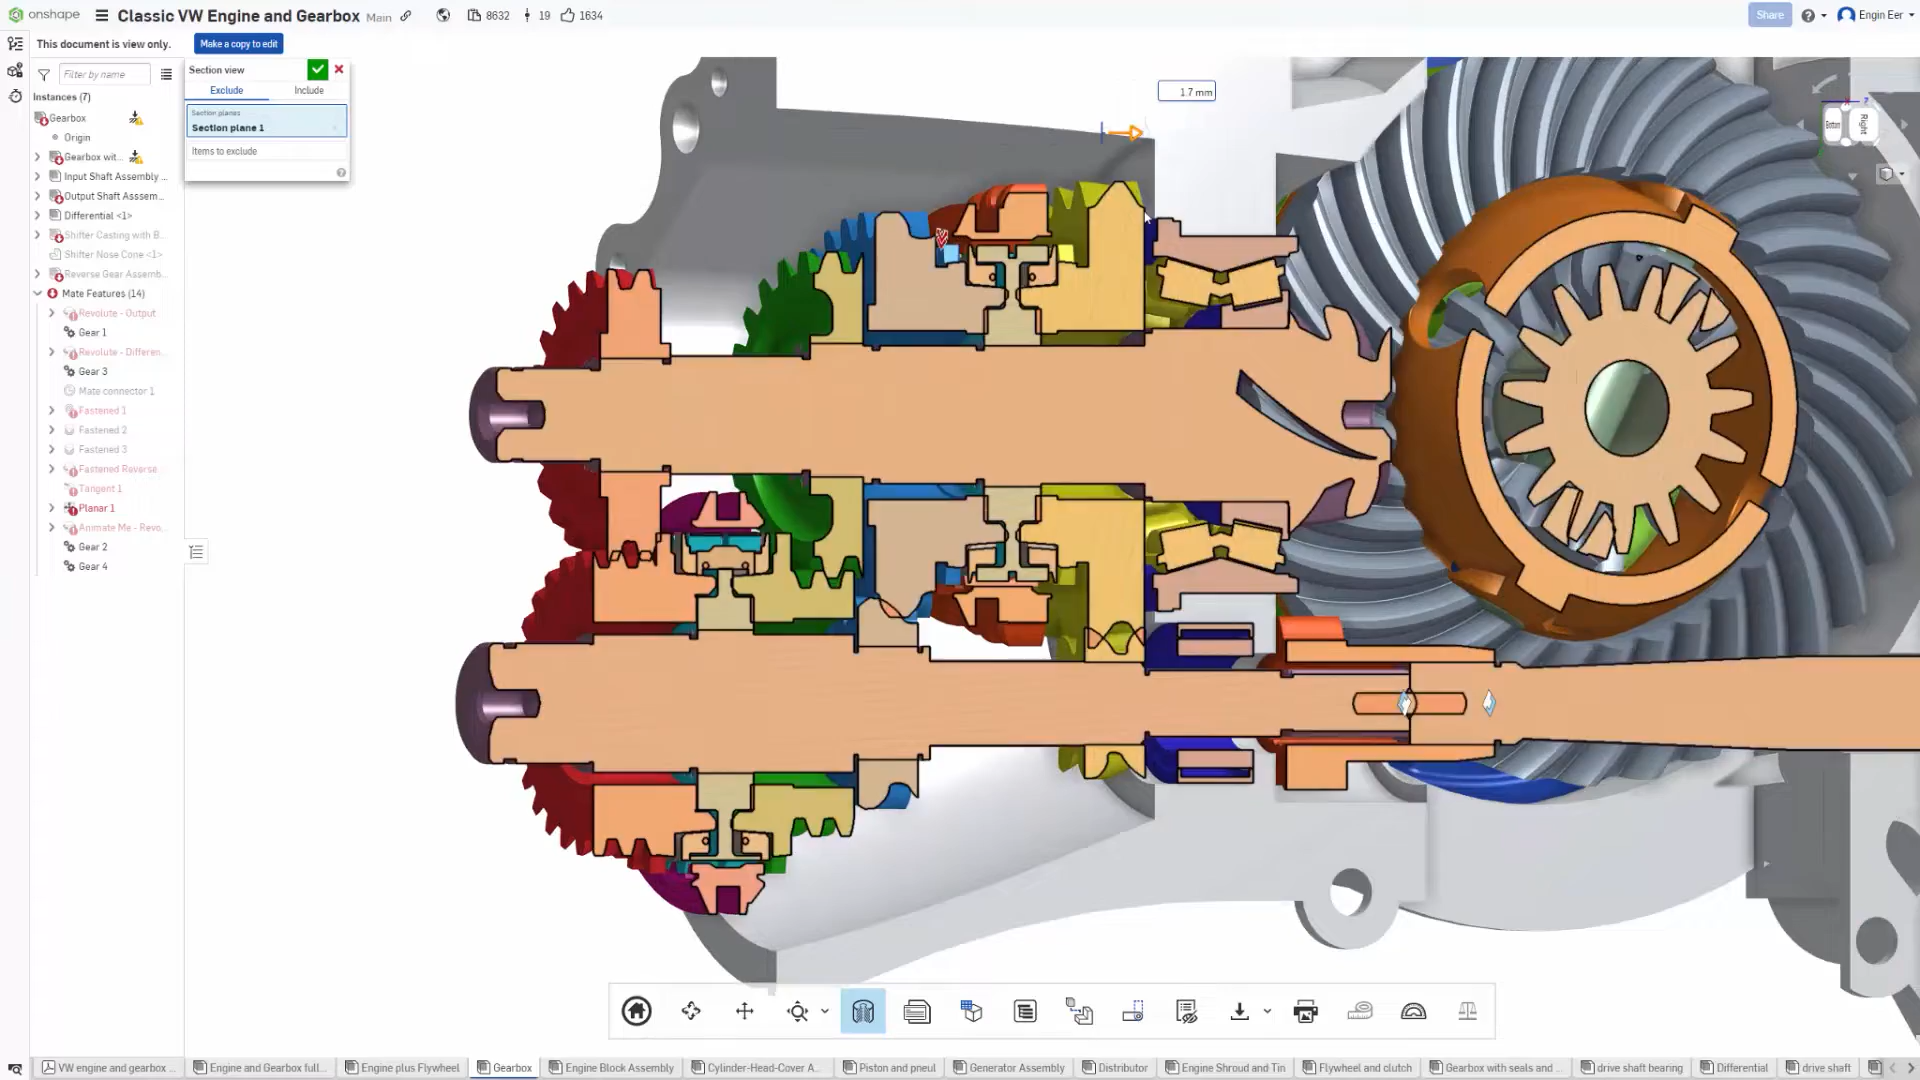 onshape
Classic VW Engine and Gearbox Main
8632
19
1634
Share
Engin Eer
This document is view only.
Make a copy to edit
Filter by name
Instances (7)
Gearbox
Origin
Gearbox wit...
Input Shaft Assembly ...
Output Shaft Asssem...
Differential <1>
Shifter Casting with B...
Shifter Nose Cone <1>
Reverse Gear Assemb...
Mate Features (14)
Revolute - Output
Gear 1
Revolute - Differen...
Gear 3
Mate connector 1
Fastened 1
Fastened 2
Fastened 3
Fastened Reverse
Tangent 1
Planar 1
Animate Me - Revo...
Gear 2
Gear 4
Section view
Exclude
Include
Section planes
Section plane 1
Items to exclude
1.7 mm
Bottom
Right
VW engine and gearbox ...
Engine and Gearbox full...
Engine plus Flywheel
Gearbox
Engine Block Assembly
Cylinder-Head-Cover A...
Piston and pneul
Generator Assembly
Distributor
Engine Shroud and Tin
Flywheel and clutch
Gearbox with seals and ...
drive shaft bearing
Differential
drive shaft